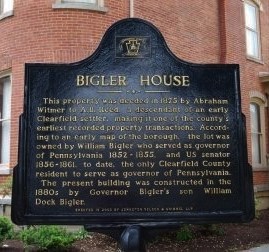 BIGLER HOUSE
This property was deeded in 1875 by Abraham
Witmer to A.B. Reed, a descendant of an early
Clearfield settler, making it one of the county's
earliest recorded property transactions. Accord-
ing to an early map of the borough, the lot was
owned by William Bigler who served as governor
of Pennsylvania 1852-1855, and US senator
1856-1861, to date, the only Clearfield County
resident to serve as governor of Pennsylvania.
The present building was constructed in the
1880s by Governor Bigler's son William
Dock Bigler.